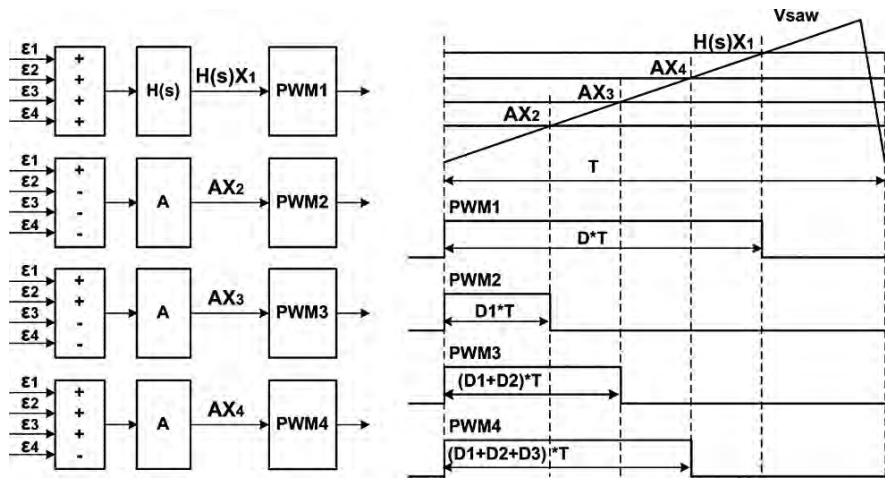 ε1
ε2
ε3
ε4
+
+
+
+
H(s)
H(s)X1
PWM1
ε1
ε2
ε3
ε4
+
-
-
-
A
AX2
PWM2
ε1
ε2
ε3
ε4
+
+
-
-
A
AX3
PWM3
ε1
ε2
ε3
ε4
+
+
+
-
A
AX4
PWM4
Vsaw
H(s)X1
AX4
AX3
AX2
T
PWM1
D*T
PWM2
D1*T
PWM3
(D1+D2)*T
PWM4
(D1+D2+D3)*T